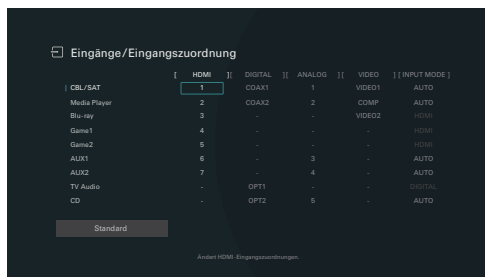 Eingänge/Eingangszuordnung
[ HDMI ][ DIGITAL ][ ANALOG ][ VIDEO ] [ INPUT MODE ]
CBL/SAT 1 COAX1 1 VIDEO1 AUTO
Media Player 2 COAX2 2 COMP AUTO
Blu-ray 3 - - VIDEO2 HDMI
Game1 4 - - - HDMI
Game2 5 - - - HDMI
AUX1 6 - 3 - AUTO
AUX2 7 - 4 - AUTO
TV Audio - OPT1 - - DIGITAL
CD - OPT2 5 - AUTO
Standard
Ändert HDMI-Eingangszuordnungen.